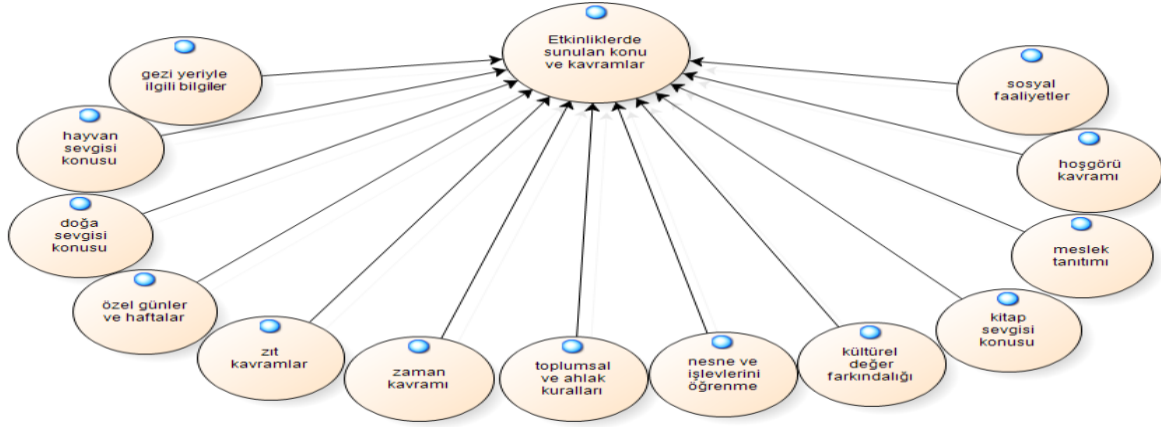 Etkinliklerde
sunulan konu
ve kavramlar
gezi yeriyle
ilgili bilgiler
hayvan
sevgisi
konusu
doğa
sevgisi
konusu
özel günler
ve haftalar
zıt
kavramlar
zaman
kavramı
toplumsal
ve ahlak
kuralları
nesne ve
işlevlerini
öğrenme
kültürel
değer
farkındalığı
kitap
sevgisi
konusu
meslek
tanıtımı
hoşgörü
kavramı
sosyal
faaliyetler